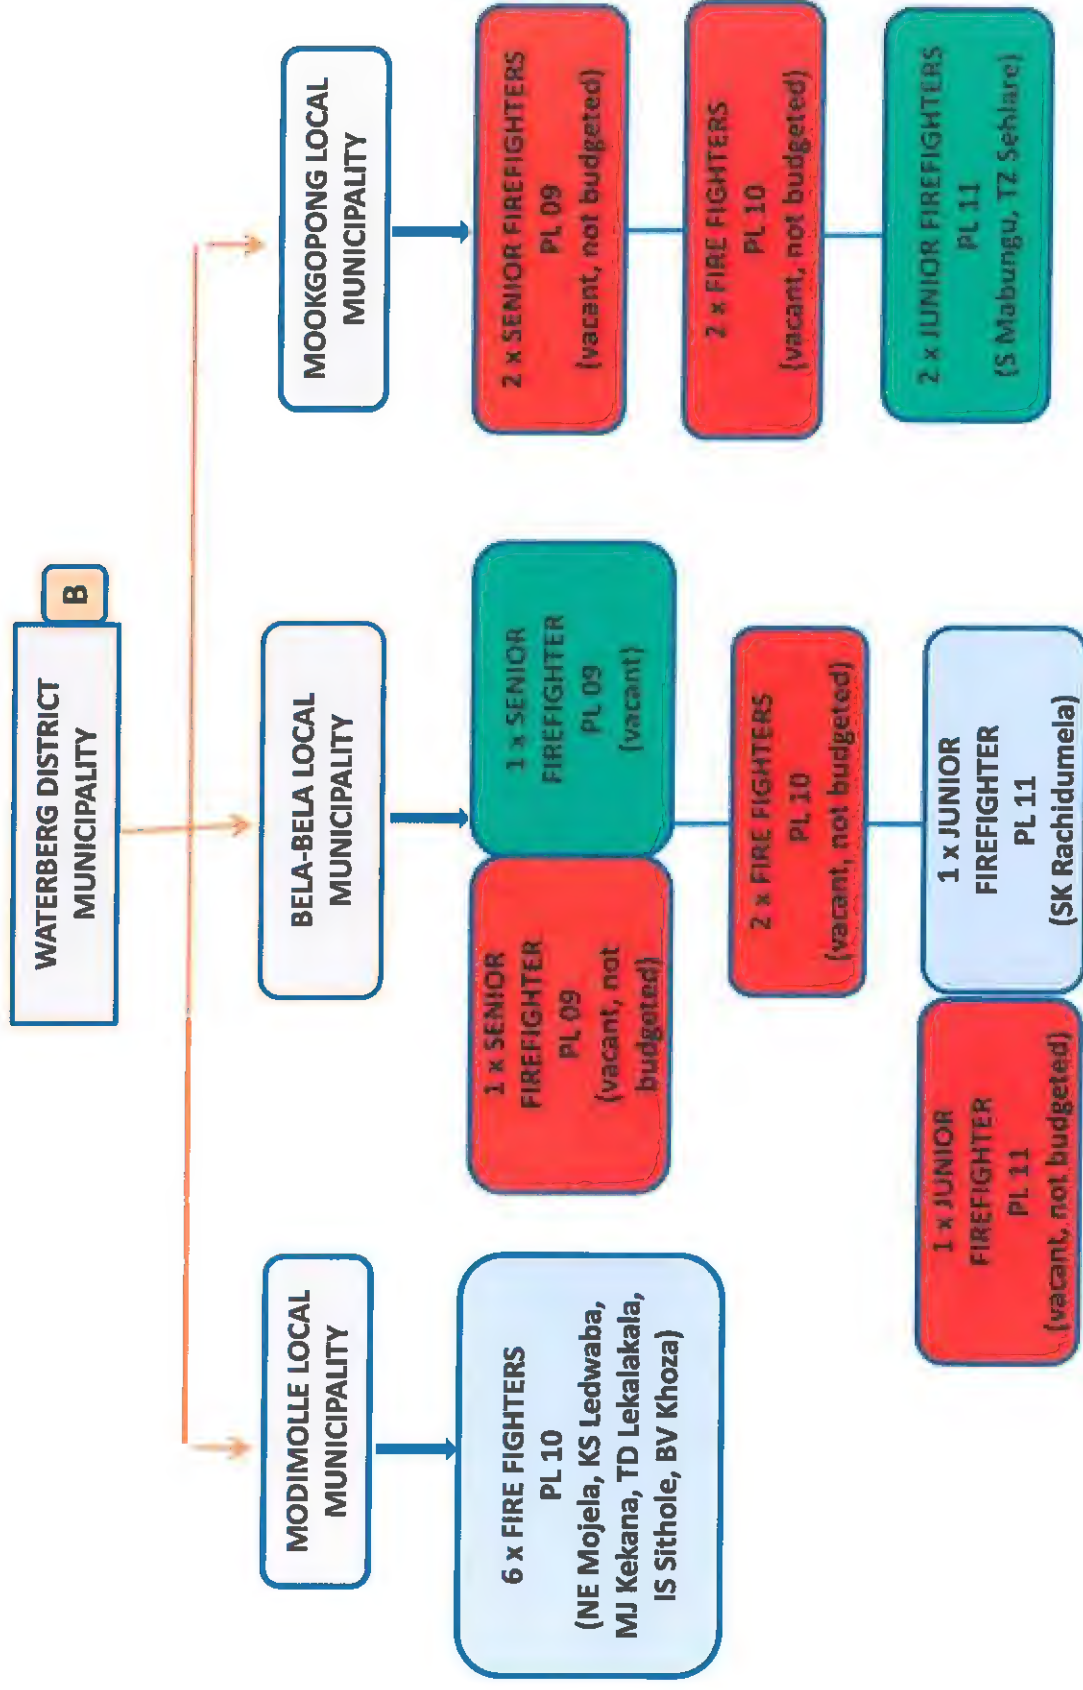 WATERBERG DISTRICT
MUNICIPALITY
B
MODIMOLLE LOCAL
MUNICIPALITY
6 x FIRE FIGHTERS
PL 10
(NE Mojela, KS Ledwaba,
MJ Kekana, TD Lekalakala,
IS Sithole, BV Khoza)
BELA-BELA LOCAL
MUNICIPALITY
1 x SENIOR
FIREFIGHTER
PL 09
(vacant, not
budgeted)
1 x SENIOR
FIREFIGHTER
PL 09
(vacant)
2 x FIRE FIGHTERS
PL 10
(vacant, not budgeted)
1 x JUNIOR
FIREFIGHTER
PL 11
(vacant, not budgeted)
1 x JUNIOR
FIREFIGHTER
PL 11
(SK Rachidumela)
MOOKGOPONG LOCAL
MUNICIPALITY
2 x SENIOR FIREFIGHTERS
PL 09
(vacant, not budgeted)
2 x FIRE FIGHTERS
PL 10
(vacant, not budgeted)
2 x JUNIOR FIREFIGHTERS
PL 11
(S Mabungu, TZ Sehlare)